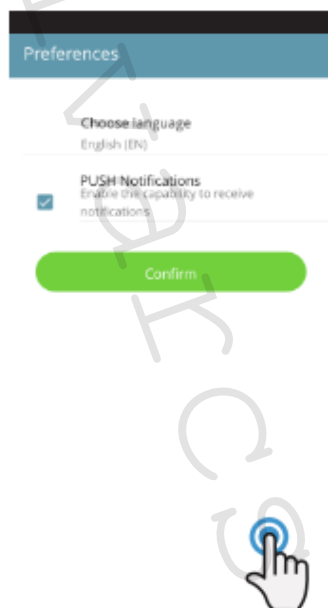 Preferences
Choose language
English (EN)
PUSH Notifications
Enable the capability to receive
notifications
Confirm